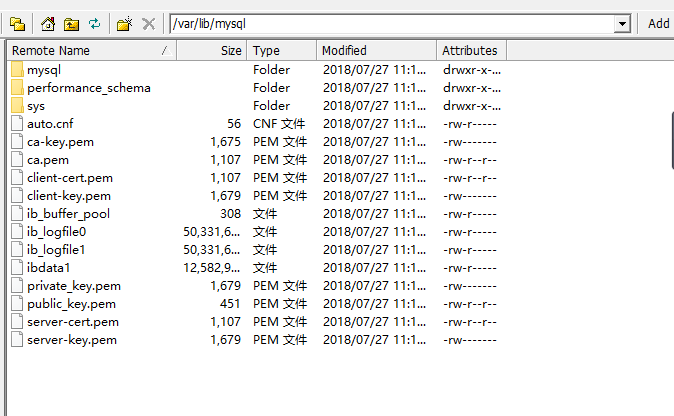 /var/lib/mysql Add
Remote Name / Size Type Modified Attributes
mysql Folder 2018/07/27 11:1... drwxr-x-...
performance_schema Folder 2018/07/27 11:1... drwxr-x-...
sys Folder 2018/07/27 11:1... drwxr-x-...
auto.cnf 56 CNF 文件 2018/07/27 11:1... -rw-r-----
ca-key.pem 1,675 PEM 文件 2018/07/27 11:1... -rw-------
ca.pem 1,107 PEM 文件 2018/07/27 11:1... -rw-r--r--
client-cert.pem 1,107 PEM 文件 2018/07/27 11:1... -rw-r--r--
client-key.pem 1,679 PEM 文件 2018/07/27 11:1... -rw-------
ib_buffer_pool 308 文件 2018/07/27 11:1... -rw-r-----
ib_logfile0 50,331,6... 文件 2018/07/27 11:1... -rw-r-----
ib_logfile1 50,331,6... 文件 2018/07/27 11:1... -rw-r-----
ibdata1 12,582,9... 文件 2018/07/27 11:1... -rw-r-----
private_key.pem 1,679 PEM 文件 2018/07/27 11:1... -rw-------
public_key.pem 451 PEM 文件 2018/07/27 11:1... -rw-r--r--
server-cert.pem 1,107 PEM 文件 2018/07/27 11:1... -rw-r--r--
server-key.pem 1,679 PEM 文件 2018/07/27 11:1... -rw-------